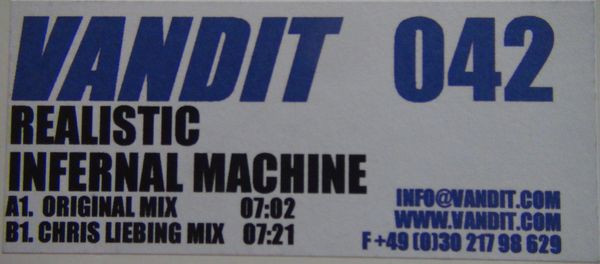 VANDIT 042
REALISTIC
INFERNAL MACHINE
A1. ORIGINAL MIX 07:02
B1. CHRIS LIEBING MIX 07:21
INFO@VANDIT.COM
WWW.VANDIT.COM
F +49 (0)30 217 98 629